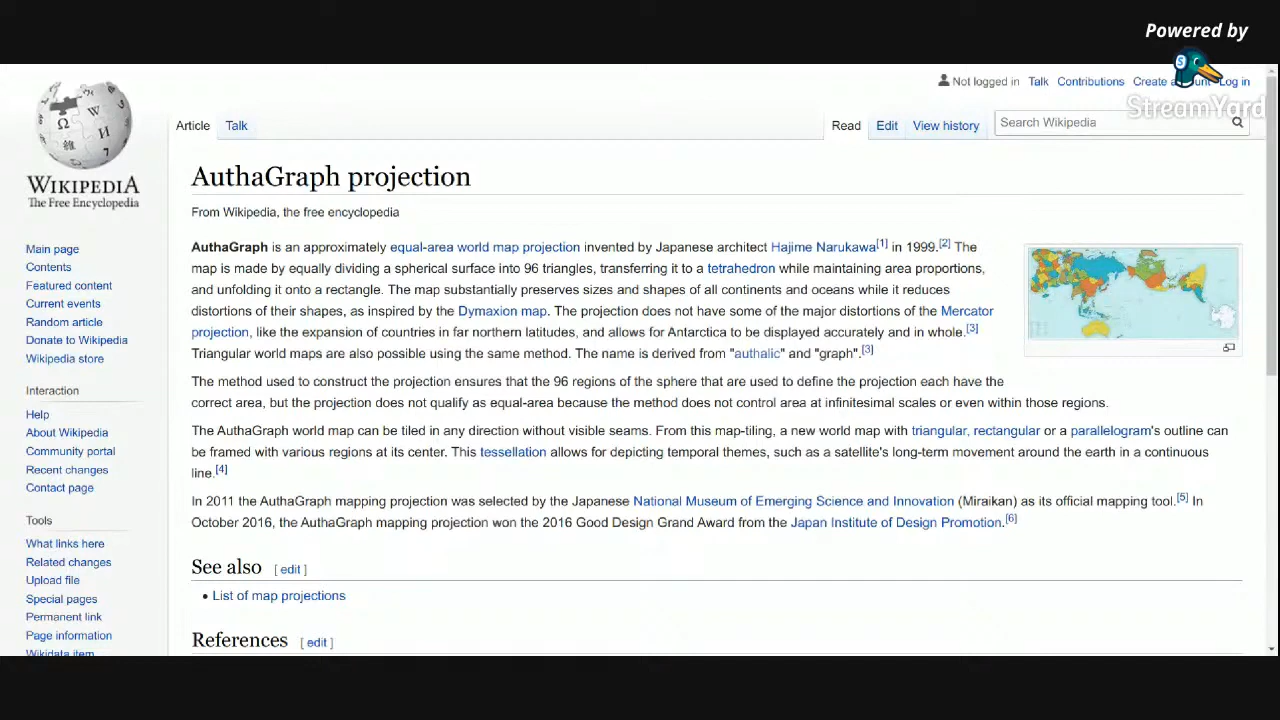 Powered by
StreamYard
Not logged in Talk Contributions Create account Log in
Article Talk Read Edit View history Search Wikipedia
WIKIPEDIA
The Free Encyclopedia
AuthaGraph projection
From Wikipedia, the free encyclopedia
Main page
Contents
Featured content
Current events
Random article
Donate to Wikipedia
Wikipedia store
Interaction
Help
About Wikipedia
Community portal
Recent changes
Contact page
Tools
What links here
Related changes
Upload file
Special pages
Permanent link
Page information
Wikidata item
AuthaGraph is an approximately equal-area world map projection invented by Japanese architect Hajime Narukawa[1] in 1999.[2] The
map is made by equally dividing a spherical surface into 96 triangles, transferring it to a tetrahedron while maintaining area proportions,
and unfolding it onto a rectangle. The map substantially preserves sizes and shapes of all continents and oceans while it reduces
distortions of their shapes, as inspired by the Dymaxion map. The projection does not have some of the major distortions of the Mercator
projection, like the expansion of countries in far northern latitudes, and allows for Antarctica to be displayed accurately and in whole.[3]
Triangular world maps are also possible using the same method. The name is derived from "authalic" and "graph".[3]
The method used to construct the projection ensures that the 96 regions of the sphere that are used to define the projection each have the
correct area, but the projection does not qualify as equal-area because the method does not control area at infinitesimal scales or even within those regions.
The AuthaGraph world map can be tiled in any direction without visible seams. From this map-tiling, a new world map with triangular, rectangular or a parallelogram's outline can
be framed with various regions at its center. This tessellation allows for depicting temporal themes, such as a satellite's long-term movement around the earth in a continuous
line.[4]
In 2011 the AuthaGraph mapping projection was selected by the Japanese National Museum of Emerging Science and Innovation (Miraikan) as its official mapping tool.[5] In
October 2016, the AuthaGraph mapping projection won the 2016 Good Design Grand Award from the Japan Institute of Design Promotion.[6]
See also [ edit ]
• List of map projections
References [ edit ]